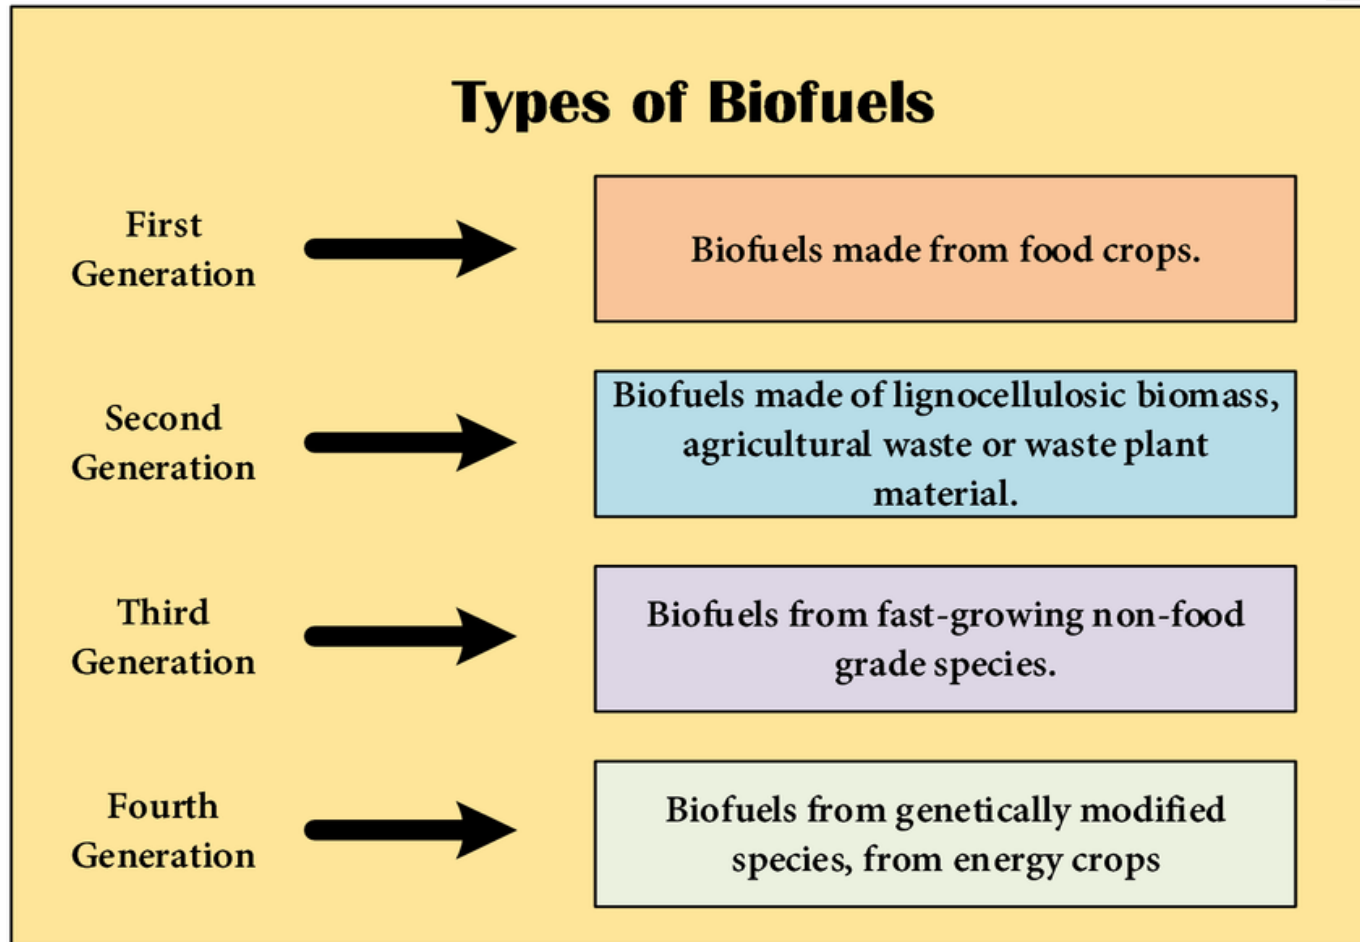 Types of Biofuels
First
Generation
Biofuels made from food crops.
Second
Generation
Biofuels made of lignocellulosic biomass,
agricultural waste or waste plant
material.
Third
Generation
Biofuels from fast-growing non-food
grade species.
Fourth
Generation
Biofuels from genetically modified
species, from energy crops